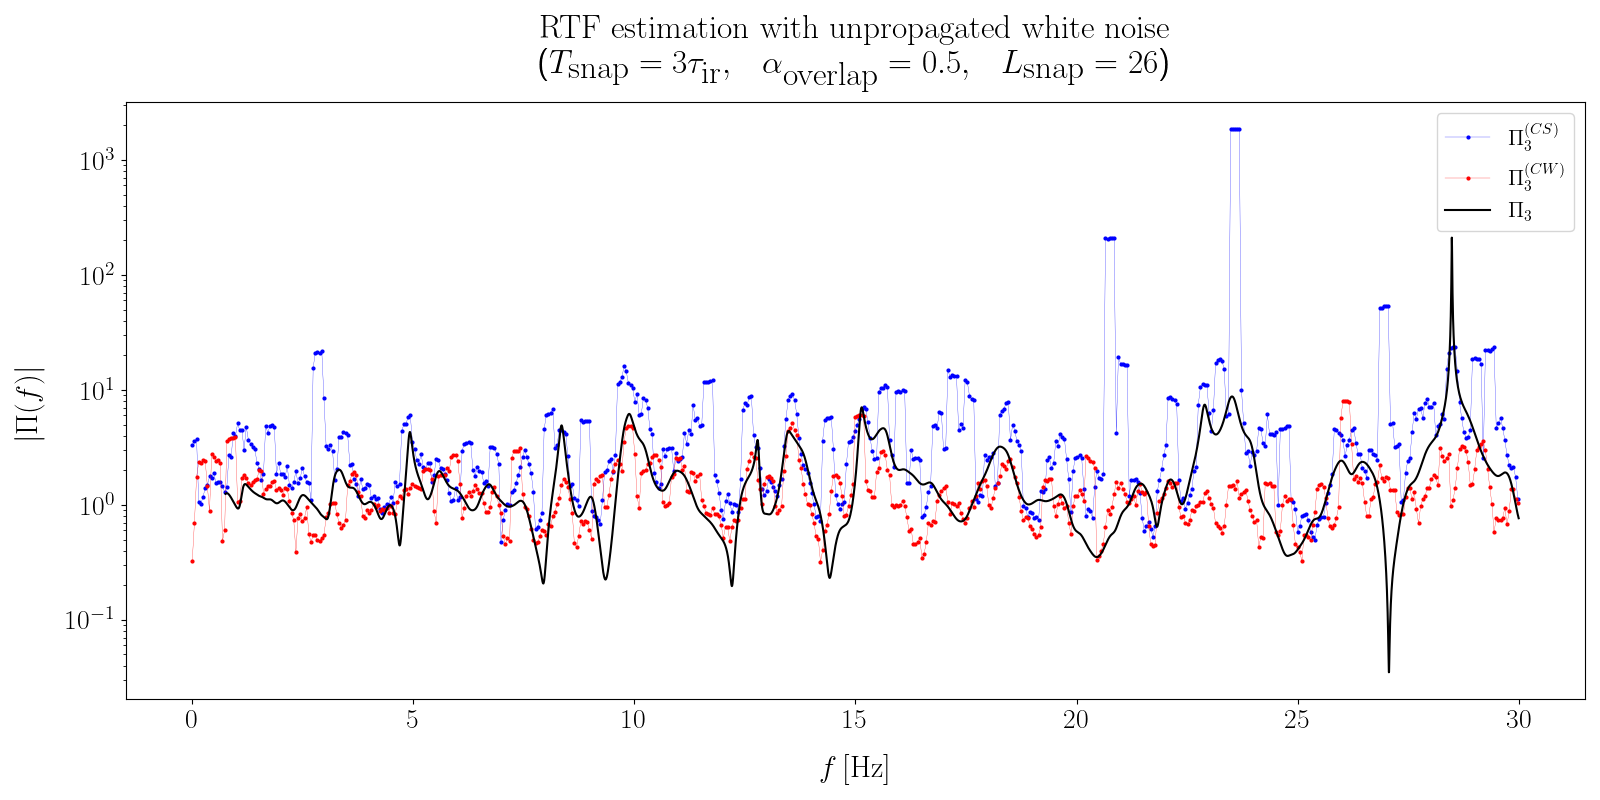 RTF estimation with unpropagated white noise
(T_snap = 3τ_ir, α_overlap = 0.5, L_snap = 26)
Π_3^(CS)
Π_3^(CW)
Π_3
|Π(f)|
10^3
10^2
10^1
10^0
10^−1
0 5 10 15 20 25 30
f [Hz]